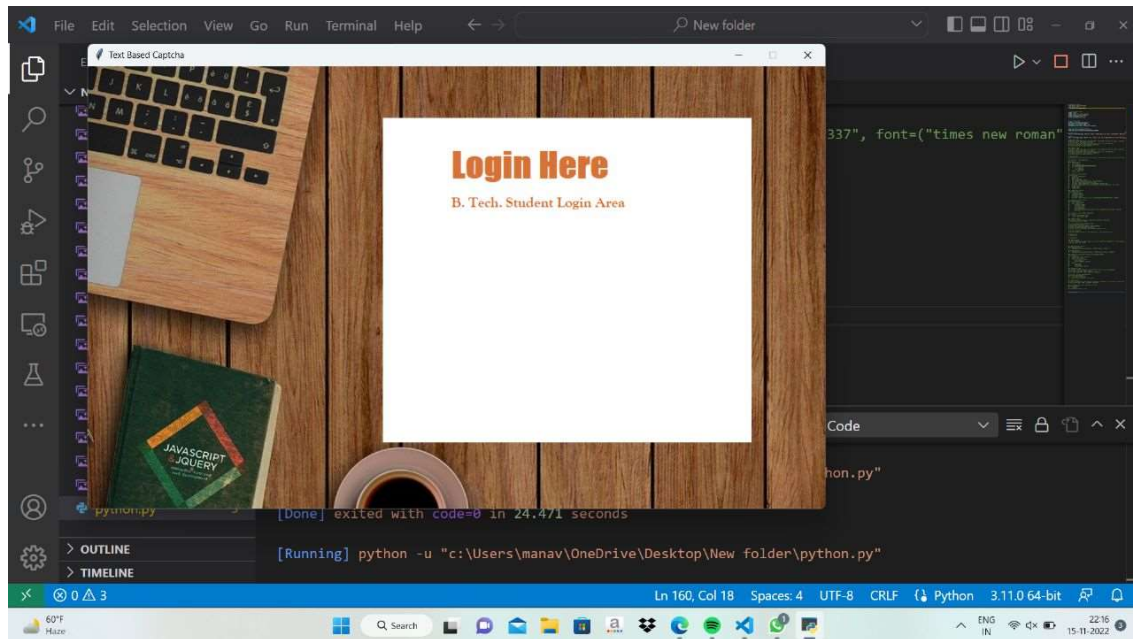 File Edit Selection View Go Run Terminal Help
New folder
Text Based Captcha
337", font=("times new roman"
Login Here
B. Tech. Student Login Area
JAVASCRIPT
& JQUERY
Code
hon.py"
python.py 3
[Done] exited with code=0 in 24.471 seconds
OUTLINE
[Running] python -u "c:\Users\manav\OneDrive\Desktop\New folder\python.py"
TIMELINE
0 3 Ln 160, Col 18 Spaces: 4 UTF-8 CRLF Python 3.11.0 64-bit
60°F
Haze
Search
ENG
IN
22:16
15-11-2022
3